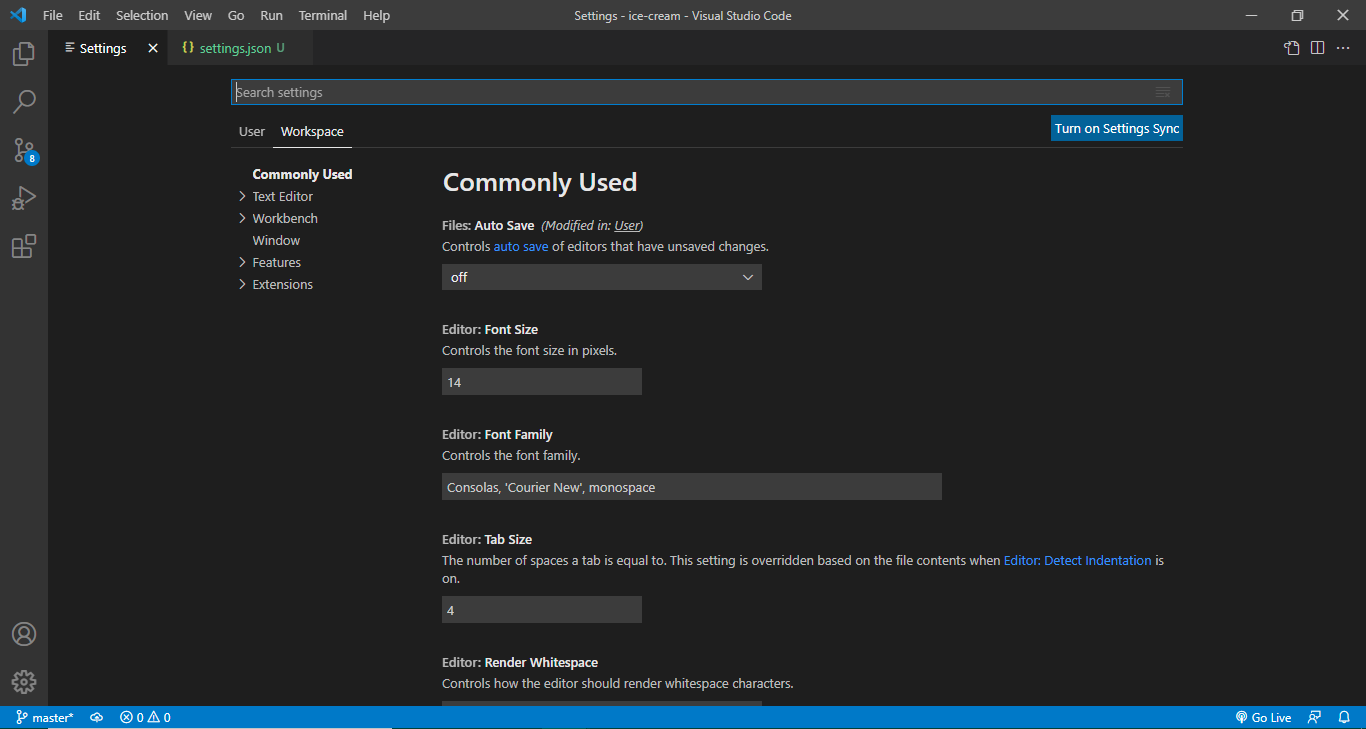 File Edit Selection View Go Run Terminal Help Settings - ice-cream - Visual Studio Code
Settings settings.json U
Search settings
User Workspace Turn on Settings Sync
Commonly Used
Text Editor
Workbench
Window
Features
Extensions
Commonly Used
Files: Auto Save (Modified in: User)
Controls auto save of editors that have unsaved changes.
off
Editor: Font Size
Controls the font size in pixels.
14
Editor: Font Family
Controls the font family.
Consolas, 'Courier New', monospace
Editor: Tab Size
The number of spaces a tab is equal to. This setting is overridden based on the file contents when Editor: Detect Indentation is
on.
4
Editor: Render Whitespace
Controls how the editor should render whitespace characters.
8
master* 0 0 Go Live